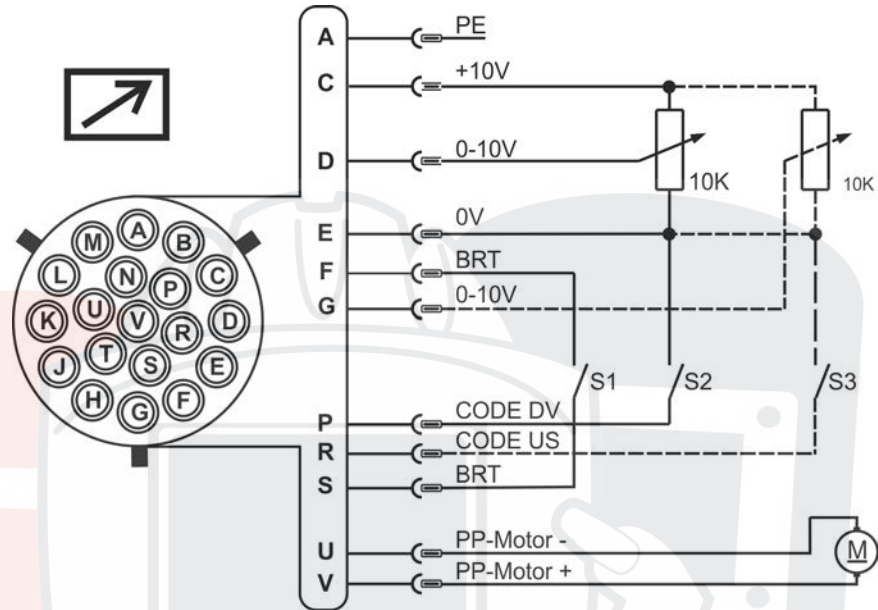 A PE
C +10V
D 0-10V
10K 10K
E 0V
F BRT
G 0-10V
S1 S2 S3
P CODE DV
R CODE US
S BRT
U PP-Motor -
V PP-Motor +
M
A
M B
L N P C
K U V R D
J T S E
H G F